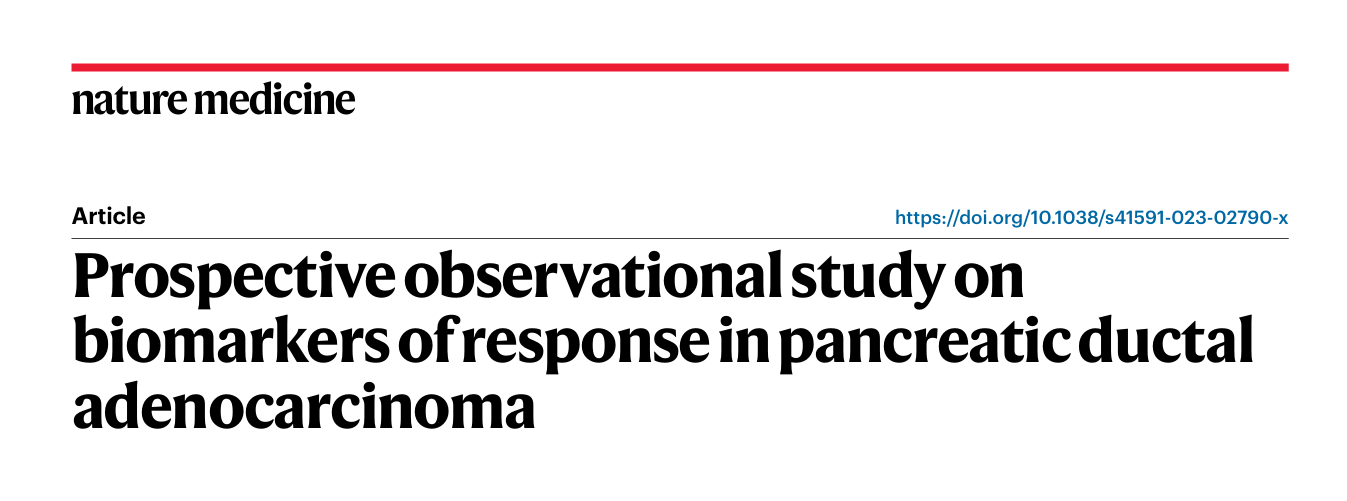 nature medicine
Article
https://doi.org/10.1038/s41591-023-02790-x
Prospective observational study on
biomarkers of response in pancreatic ductal
adenocarcinoma